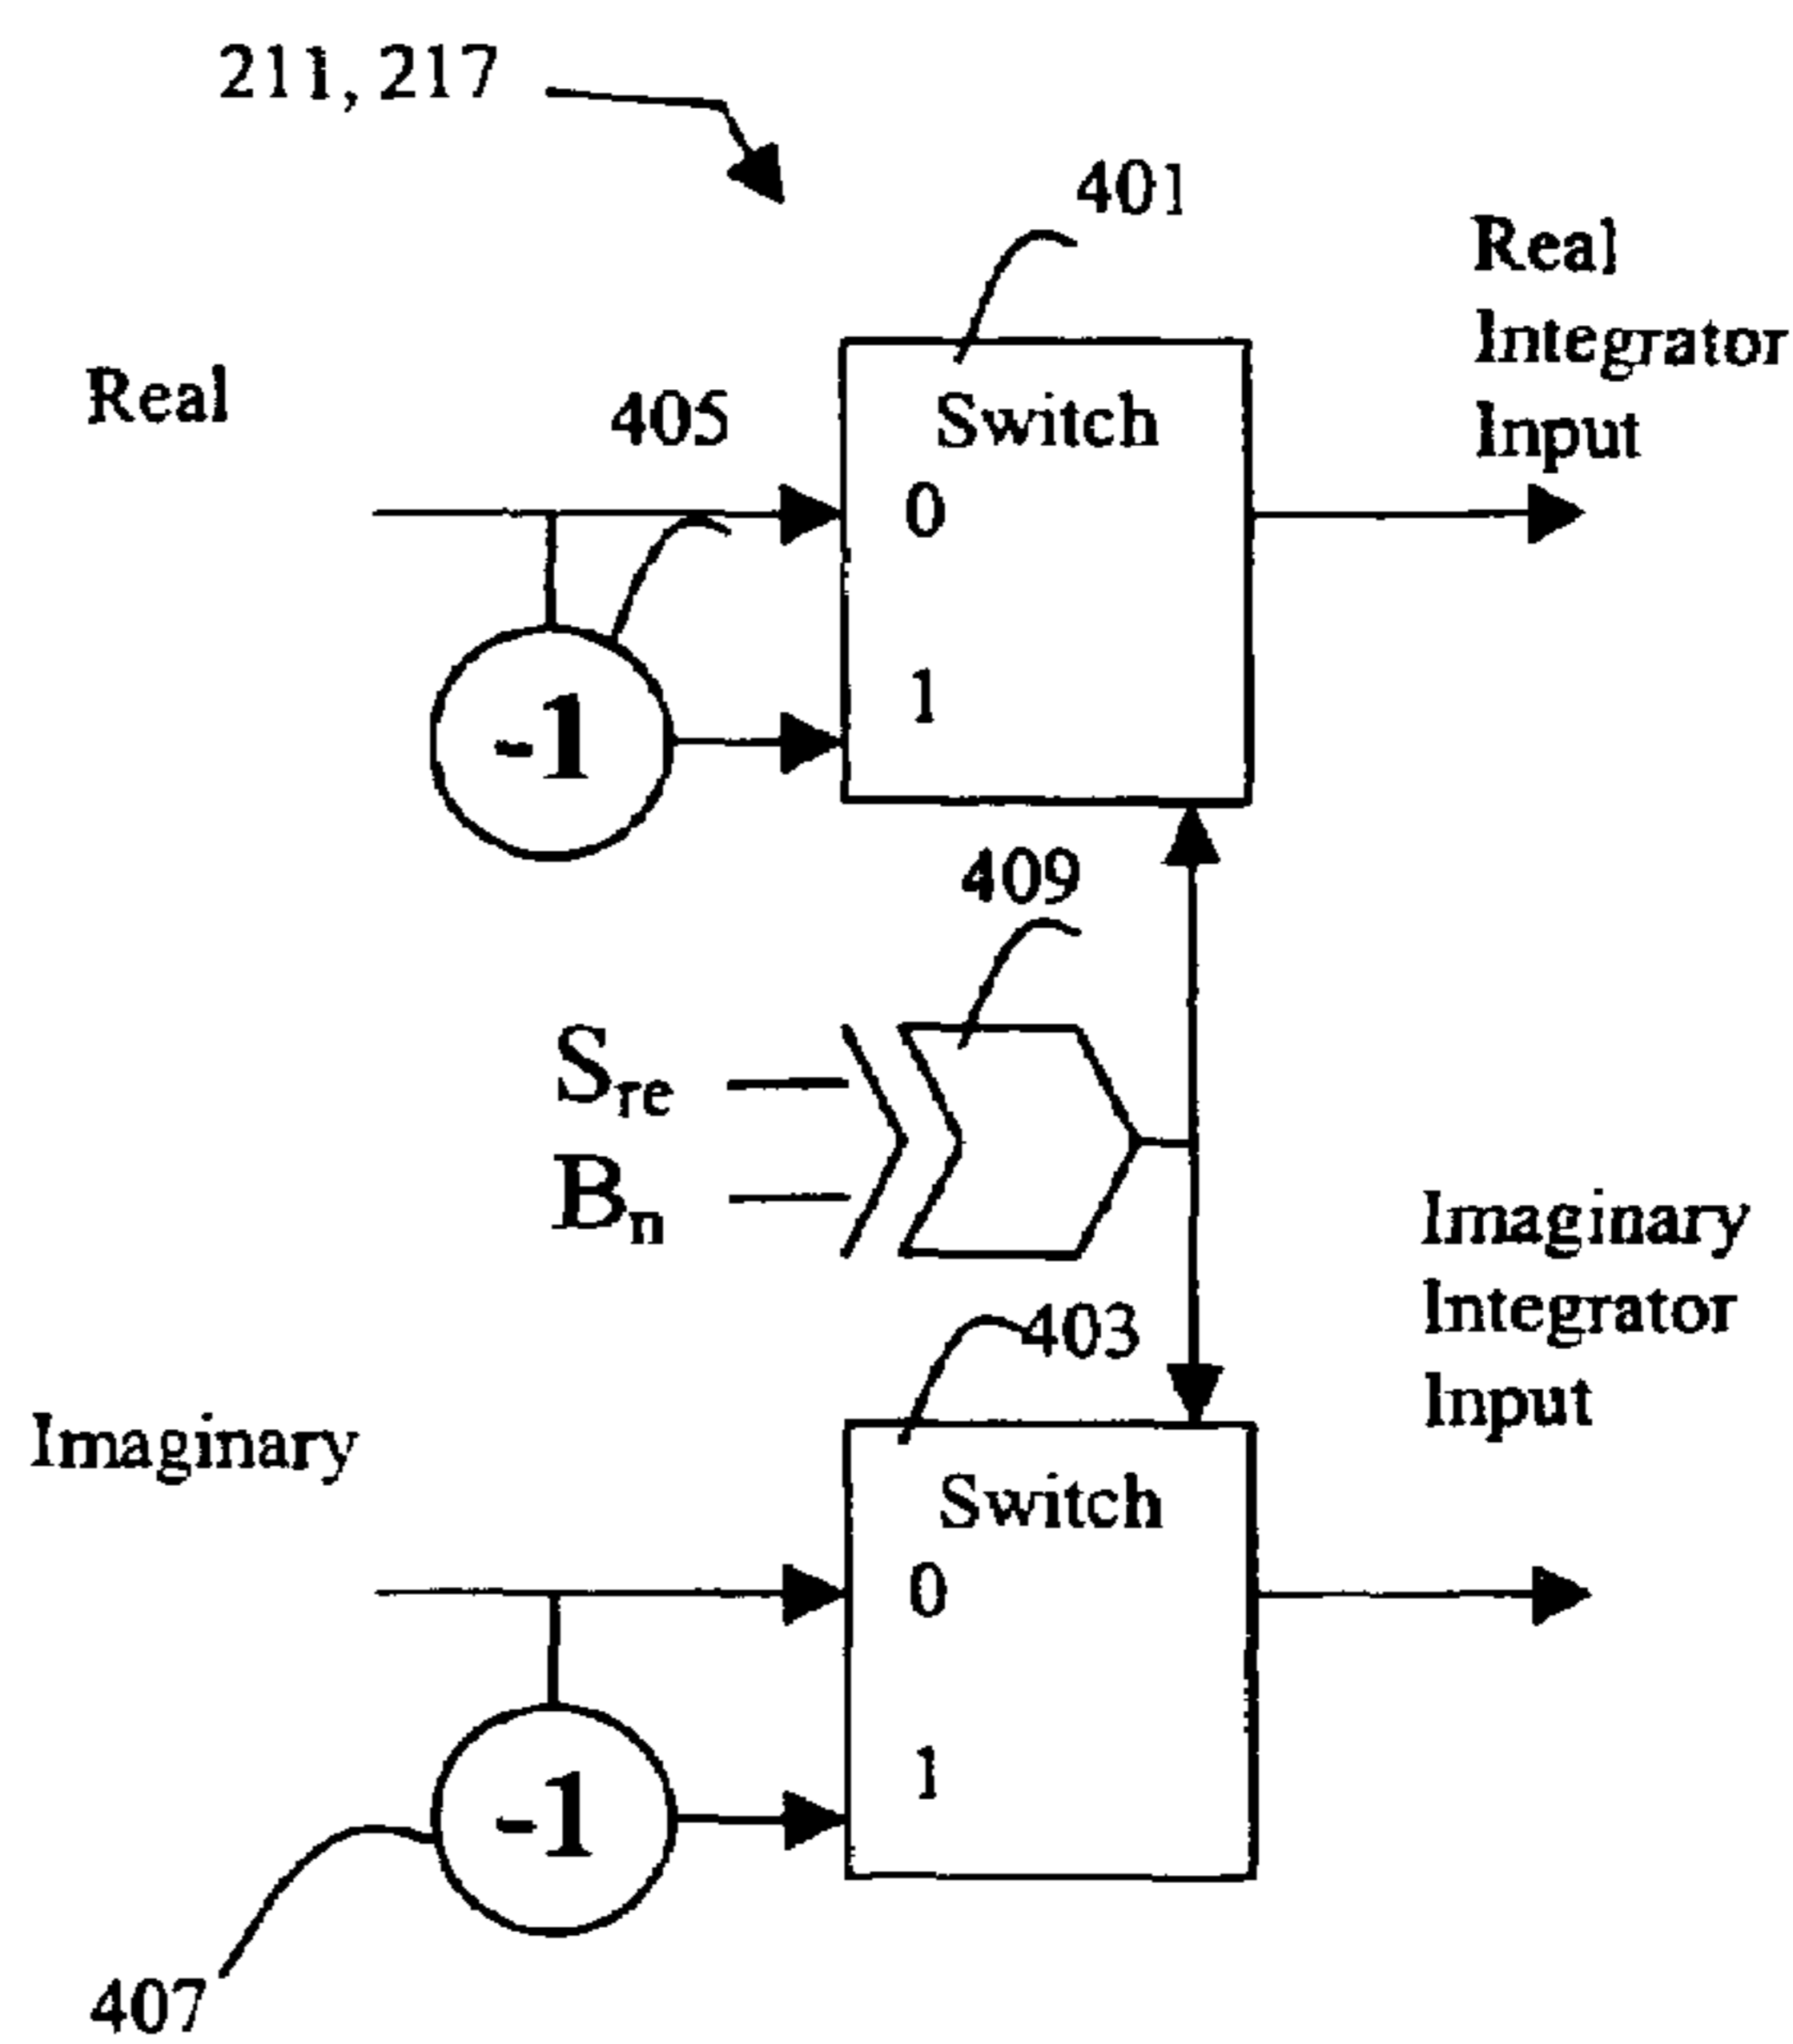 211, 217
401
Real
Integrator
Input
Real
405
Switch
0
1
-1
409
Sre
Bn
403
Imaginary
Integrator
Input
Imaginary
Switch
0
1
-1
407